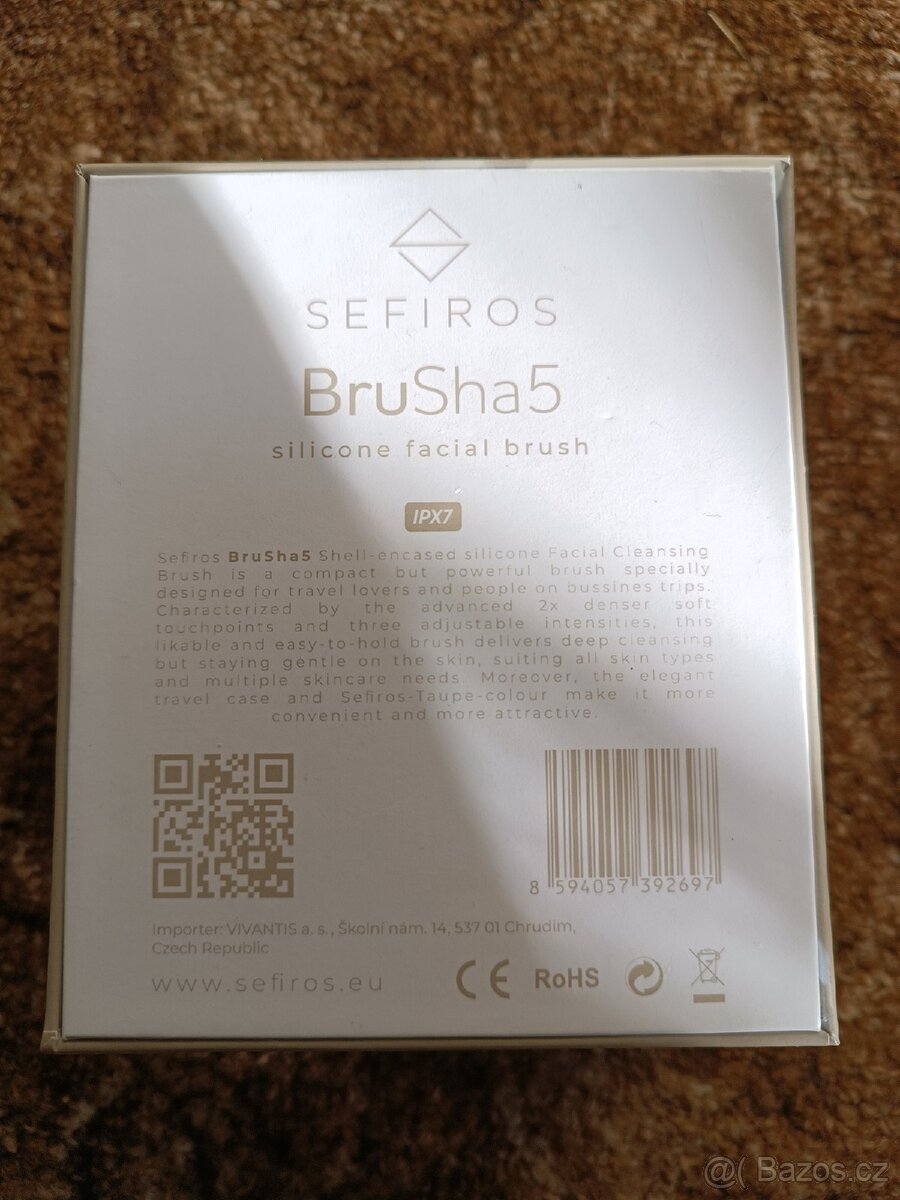 SEFIROS
BruSha5
silicone facial brush
IPX7
Sefiros BruSha5 Shell-encased silicone Facial Cleansing
Brush is a compact but powerful brush specially
designed for travel lovers and people on bussines trips.
Characterized by the advanced 2x denser soft
touchpoints and three adjustable intensities, this
likable and easy-to-hold brush delivers deep cleansing
but staying gentle on the skin, suiting all skin types
and multiple skincare needs. Moreover, the elegant
travel case and Sefiros-Taupe-colour make it more
convenient and more attractive.
8 594057 392697
Importer: VIVANTIS a. s., Školní nám. 14, 537 01 Chrudim,
Czech Republic
www.sefiros.eu
CE RoHS
@( Bazos.cz